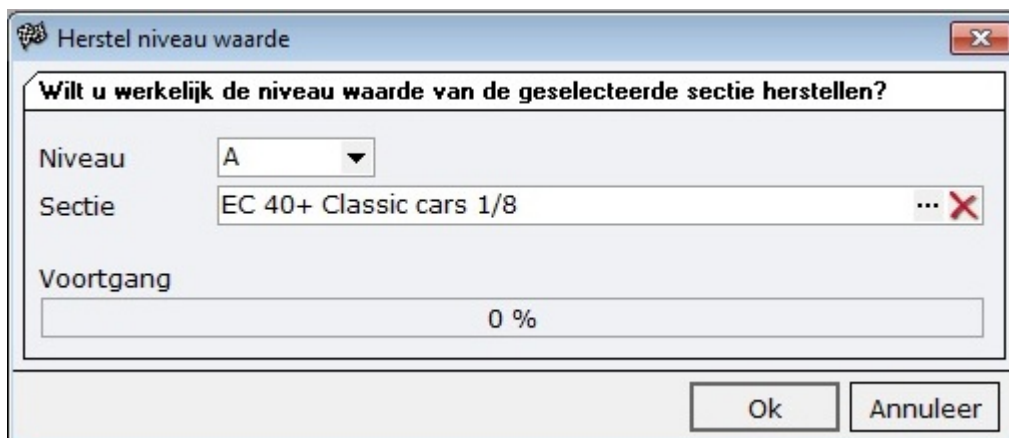 Herstel niveau waarde
Wilt u werkelijk de niveau waarde van de geselecteerde sectie herstellen?
Niveau A
Sectie EC 40+ Classic cars 1/8 ...
Voortgang
0 %
Ok Annuleer